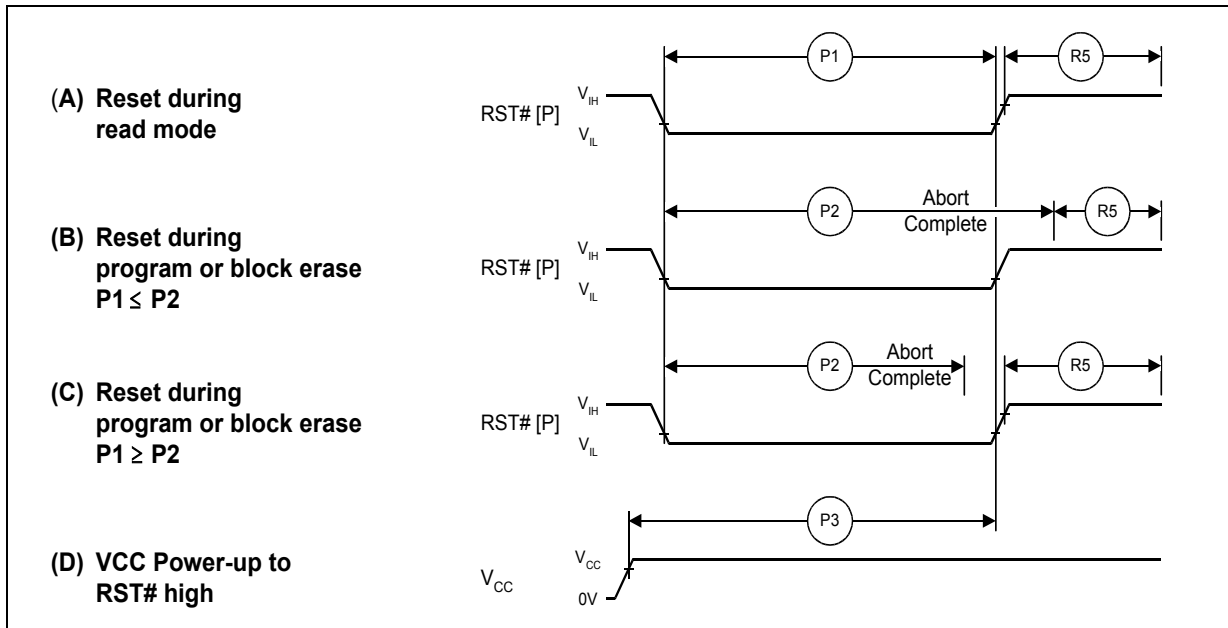 P1
R5
(A) Reset during
read mode
RST# [P]
VIH
VIL
P2
Abort
Complete
R5
(B) Reset during
program or block erase
P1 ≤ P2
RST# [P]
VIH
VIL
P2
Abort
Complete
R5
(C) Reset during
program or block erase
P1 ≥ P2
RST# [P]
VIH
VIL
P3
(D) VCC Power-up to
RST# high
VCC
VCC
0V